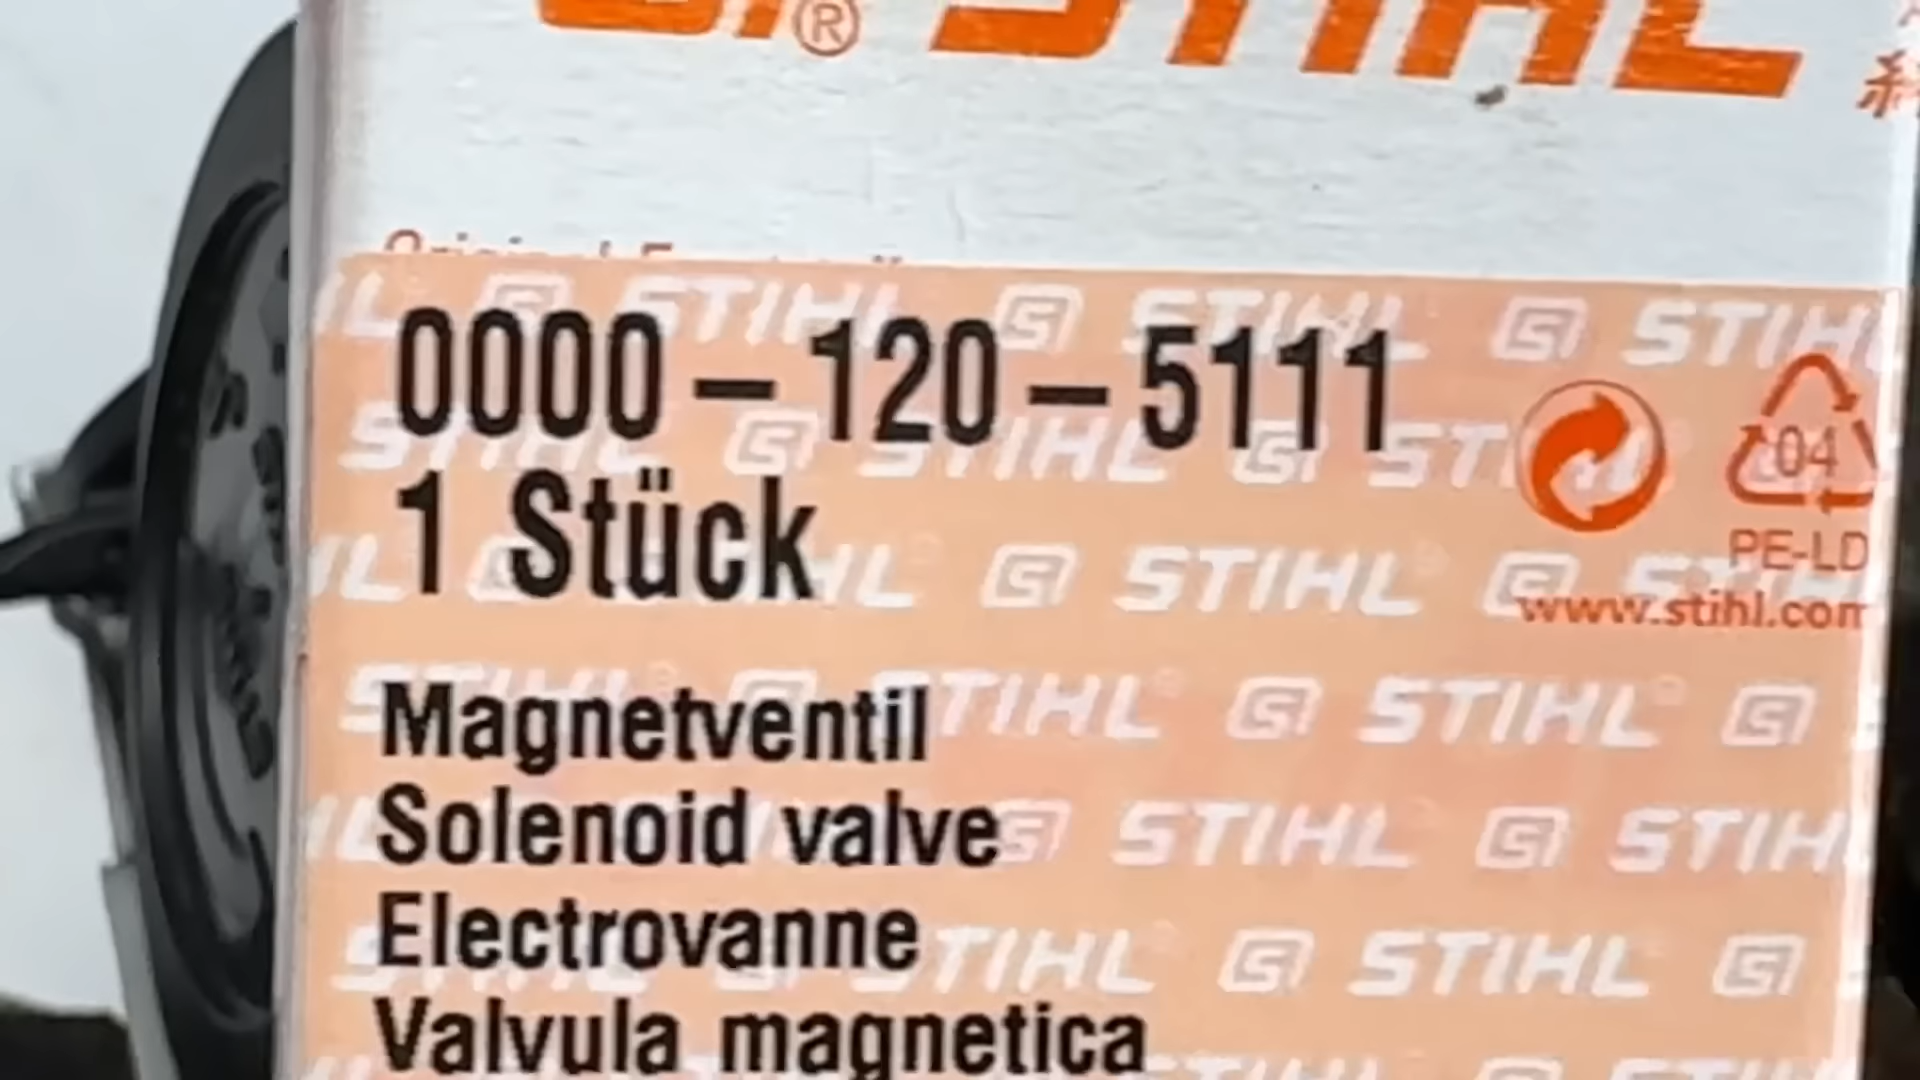 STIHL
0000-120-5111
1 Stück
04
PE-LD
www.stihl.com
Magnetventil
Solenoid valve
Electrovanne
Valvula magnetica